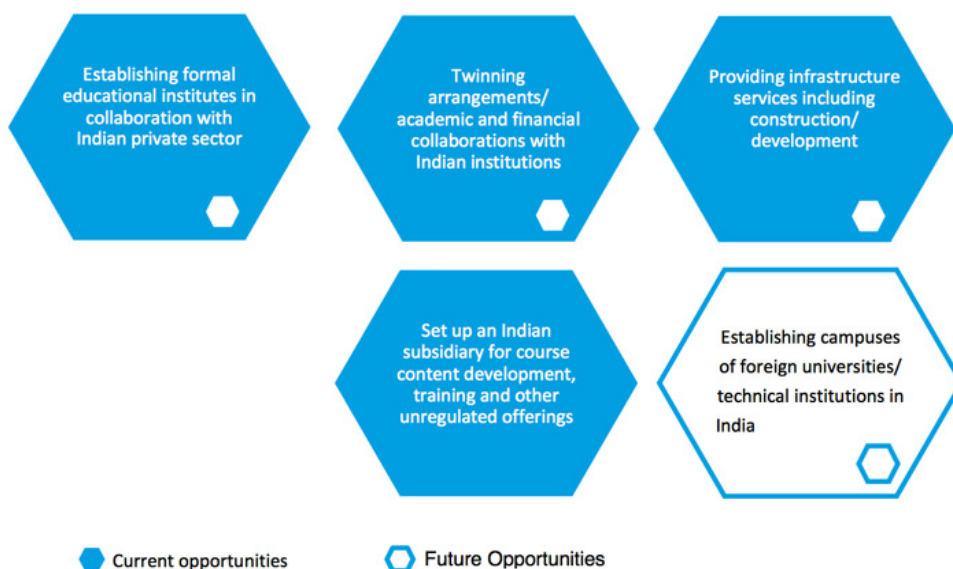 Establishing formal
educational institutes in
collaboration with
Indian private sector
Twinning
arrangements/
academic and financial
collaborations with
Indian institutions
Providing infrastructure
services including
construction/
development
Set up an Indian
subsidiary for course
content development,
training and other
unregulated offerings
Establishing campuses
of foreign universities/
technical institutions in
India
Current opportunities
Future Opportunities